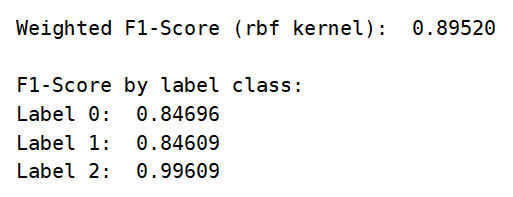 Weighted F1-Score (rbf kernel):  0.89520
F1-Score by label class:
Label 0:  0.84696
Label 1:  0.84609
Label 2:  0.99609